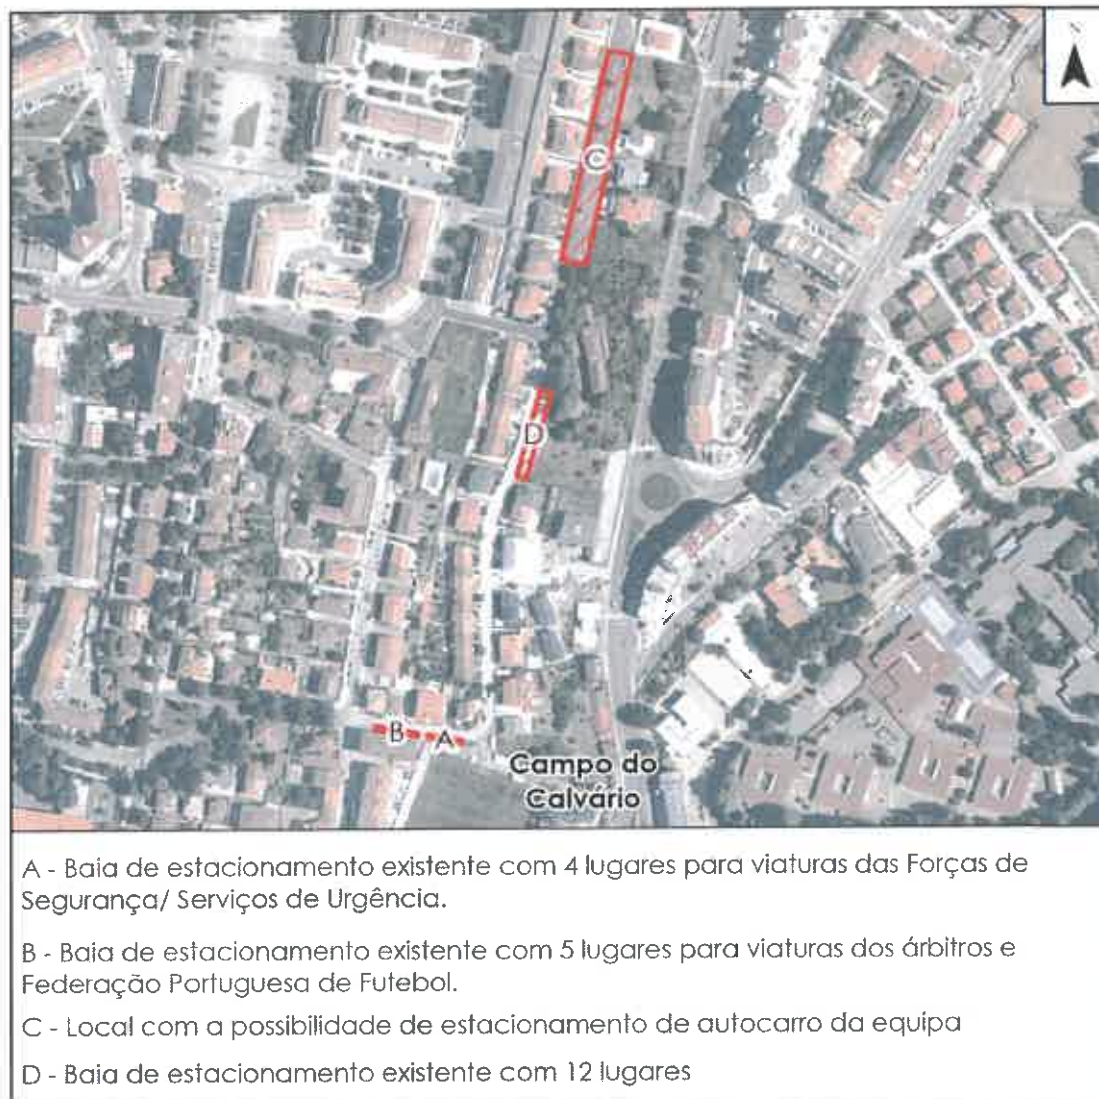 N
C
D
B
A
Campo do
Calvário
A - Baia de estacionamento existente com 4 lugares para viaturas das Forças de
Segurança/ Serviços de Urgência.
B - Baia de estacionamento existente com 5 lugares para viaturas dos árbitros e
Federação Portuguesa de Futebol.
C - Local com a possibilidade de estacionamento de autocarro da equipa
D - Baia de estacionamento existente com 12 lugares